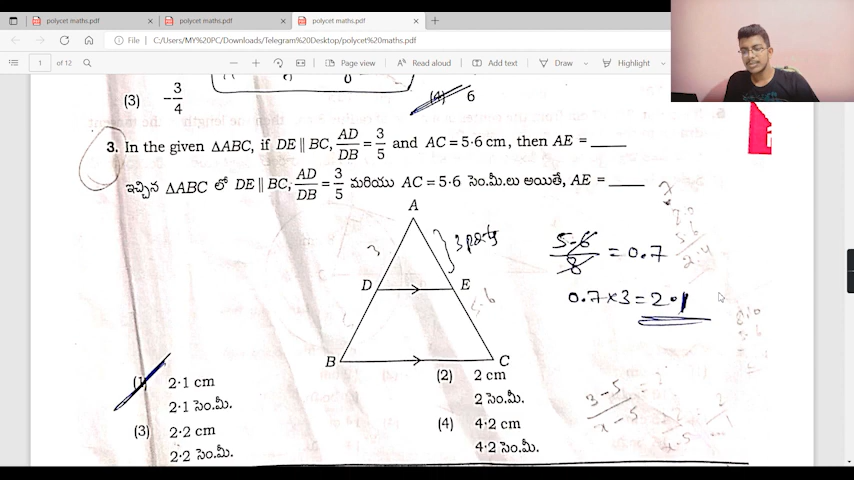 polycet maths.pdf
polycet maths.pdf
polycet maths.pdf
File C:/Users/MY%20PC/Downloads/Telegram%20Desktop/polycet%20maths.pdf
1 of 12 Page view Read aloud Add text Draw Highlight
(3) -3/4
(4) 6
3. In the given ΔABC, if DE || BC, AD/DB = 3/5 and AC = 5·6 cm, then AE =
ఇచ్చిన ΔABC లో DE || BC, AD/DB = 3/5 మరియు AC = 5·6 సెం.మీ.లు అయితే, AE =
A
3
3 parts
D E
5.6
B C
5.6/8 = 0.7
0.7×3 = 2.1
(1) 2·1 cm
2·1 సెం.మీ.
(2) 2 cm
2 సెం.మీ.
(3) 2·2 cm
2·2 సెం.మీ.
(4) 4·2 cm
4·2 సెం.మీ.